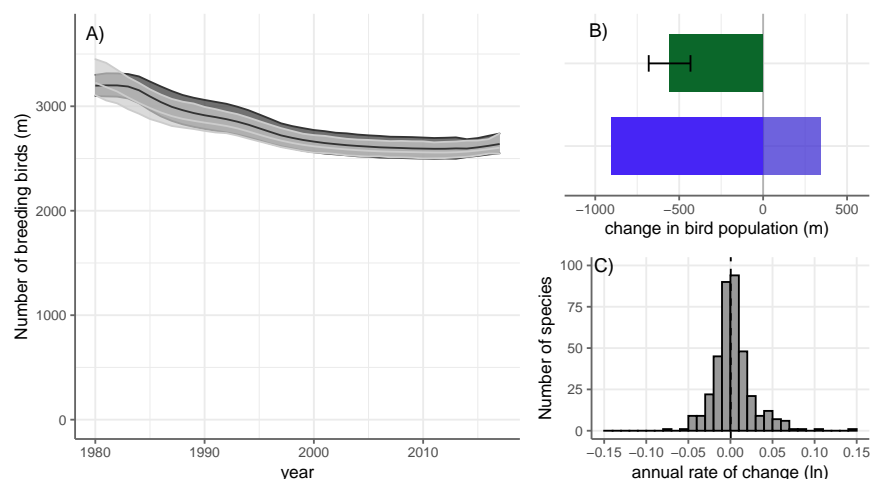 A)
Number of breeding birds (m)
3000
2000
1000
0
1980 1990 2000 2010
year
B)
−1000 −500 0 500
change in bird population (m)
C)
Number of species
100
75
50
25
0
−0.15 −0.10 −0.05 0.00 0.05 0.10 0.15
annual rate of change (ln)